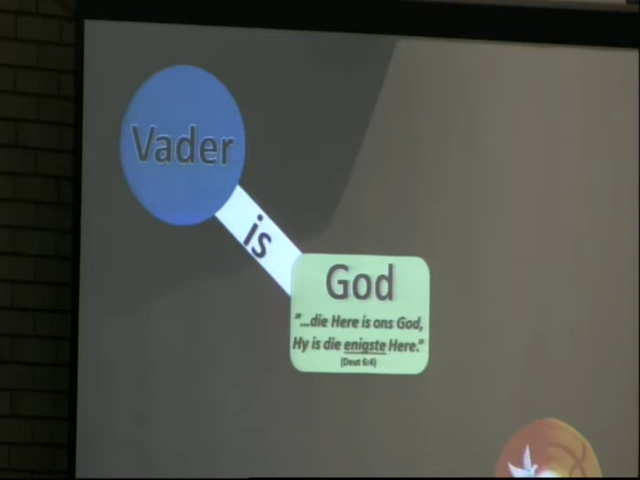 Vader
is
God
"...die Here is ons God,
Hy is die enigste Here."
(Deut 6:4)